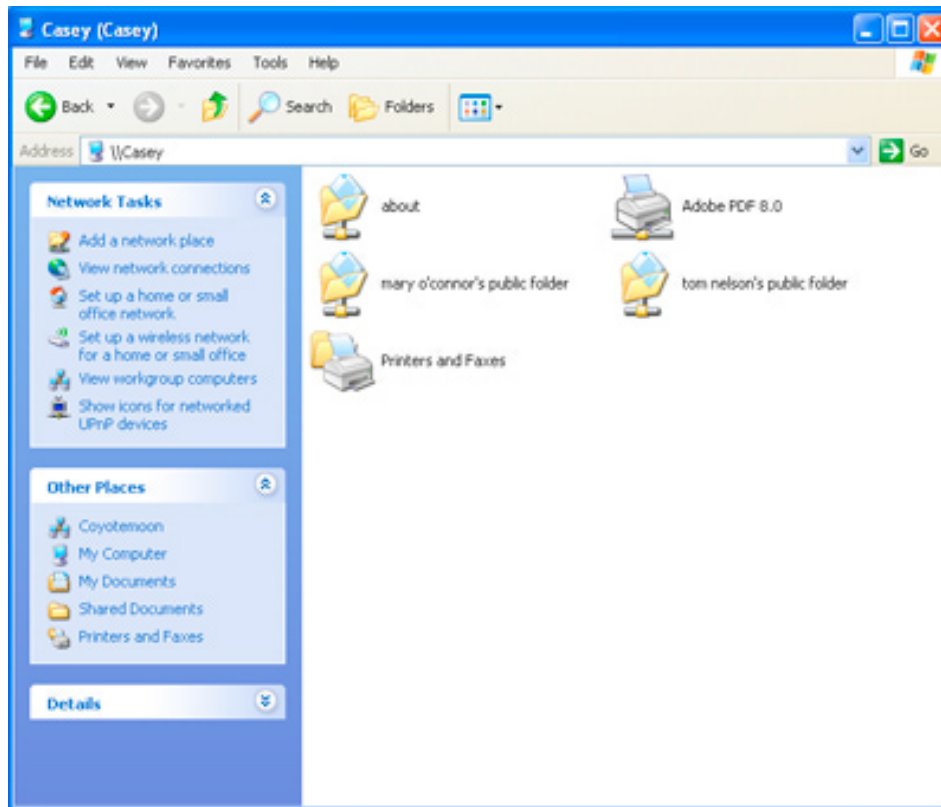 Casey (Casey)
File Edit View Favorites Tools Help
Back Search Folders
Address \\Casey Go
Network Tasks
Add a network place
View network connections
Set up a home or small
office network
Set up a wireless network
for a home or small office
View workgroup computers
Show icons for networked
UPnP devices
Other Places
Coyotemoon
My Computer
My Documents
Shared Documents
Printers and Faxes
Details
about
Adobe PDF 8.0
mary o'connor's public folder
tom nelson's public folder
Printers and Faxes